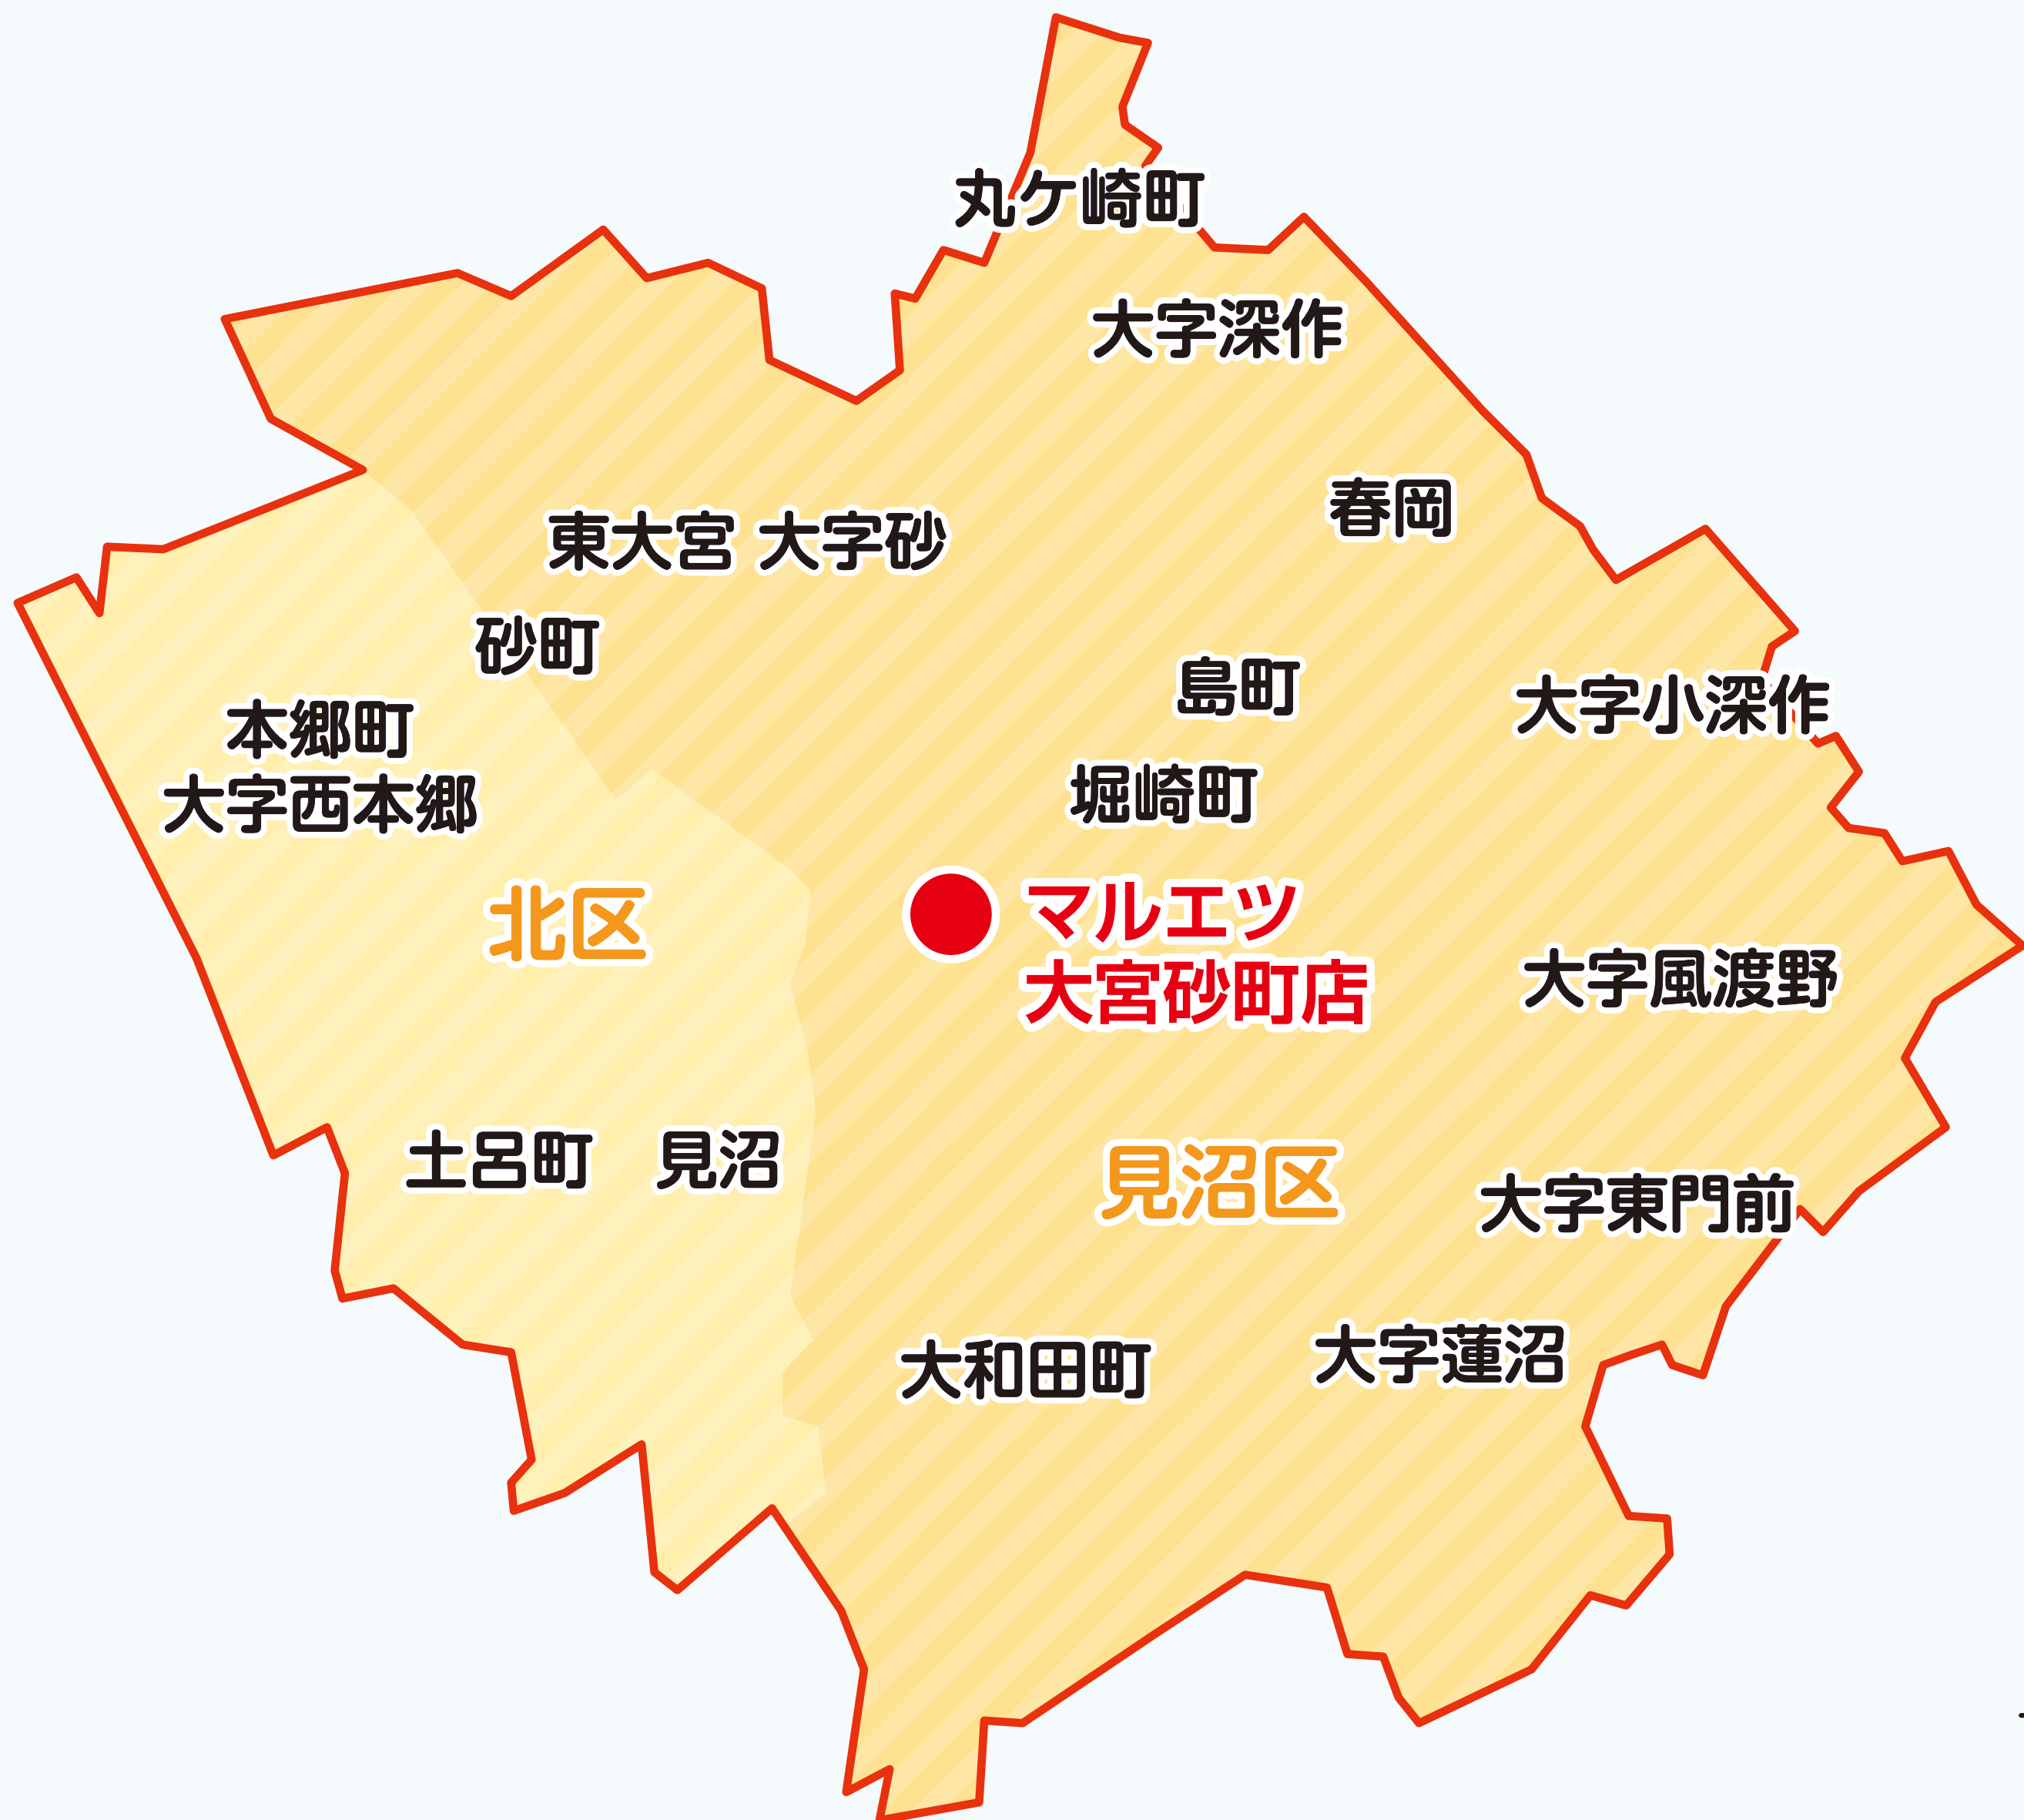 丸ケ崎町
大字深作
春岡
東大宮 大字砂
砂町
島町
大字小深作
本郷町
大字西本郷
堀崎町
北区
マルエツ
大宮砂町店
大字風渡野
土呂町 見沼
見沼区
大字東門前
大和田町
大字蓮沼